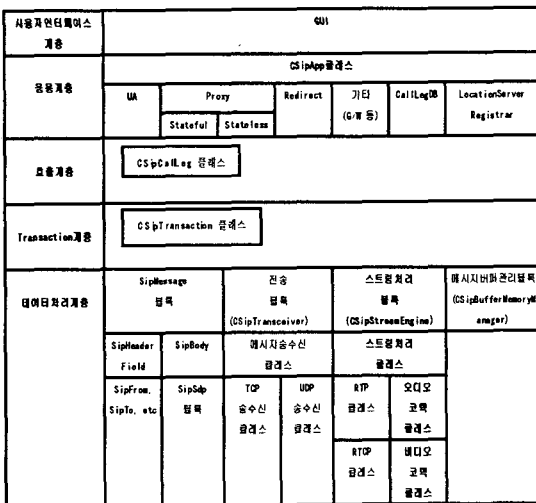 사용자인터페이스
계층
GUI
응용계층
CSipApp클래스
UA
Proxy
Redirect
기타
(G/W 등)
CallLegDB
LocationServer
Registrar
Stateful
Stateless
호출계층
CSipCallLeg 클래스
Transaction계층
CSipTransaction 클래스
데이터처리계층
SipMessage
블록
전송
블록
(CSipTransceiver)
스트림처리
블록
(CSipStreamEngine)
메시지버퍼관리블록
(CSipBufferMemoryM
anager)
SipHeader
Field
SipBody
메시지송수신
클래스
스트림처리
클래스
SipFrom,
SipTo, etc
SipSdp
블록
TCP
송수신
클래스
UDP
송수신
클래스
RTP
클래스
오디오
코덱
클래스
RTCP
클래스
비디오
코덱
클래스